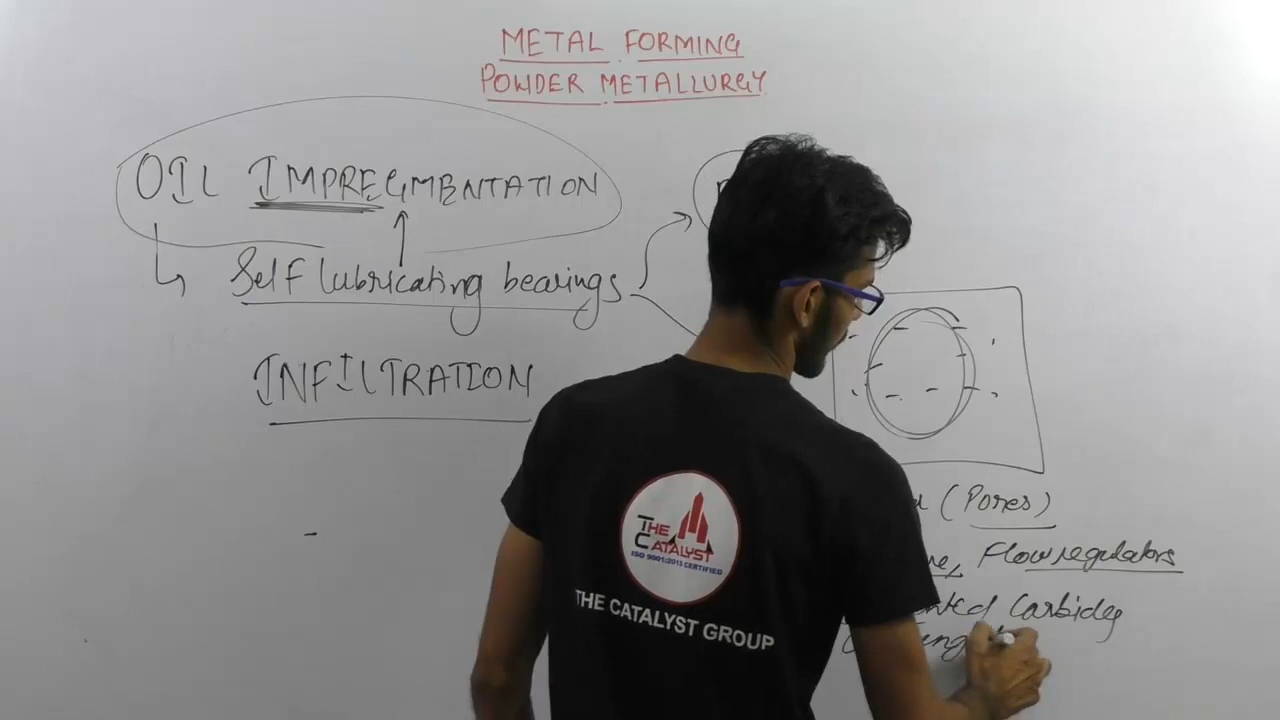 METAL FORMING
POWDER METALLURGY
OIL IMPREGMENTATION
Self lubricating bearings
INFILTRATION
(Pores)
Flow regulators
Carbides
THE
CATALYST
ISO 9001:2015 CERTIFIED
THE CATALYST GROUP